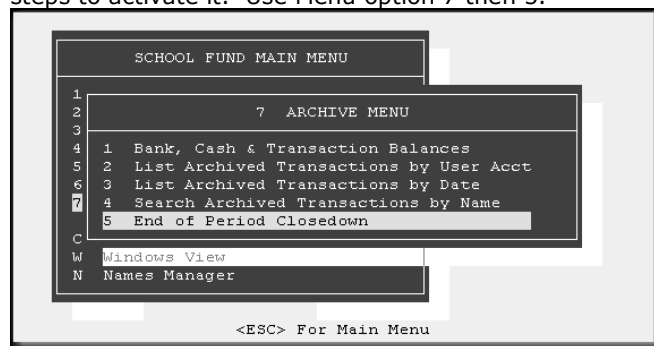 steps to activate it. Use Menu option 7 then 5.
SCHOOL FUND MAIN MENU
1
2
3
4
5
6
7
7 ARCHIVE MENU
1 Bank, Cash & Transaction Balances
2 List Archived Transactions by User Acct
3 List Archived Transactions by Date
4 Search Archived Transactions by Name
5 End of Period Closedown
C
W Windows View
N Names Manager
<ESC> For Main Menu